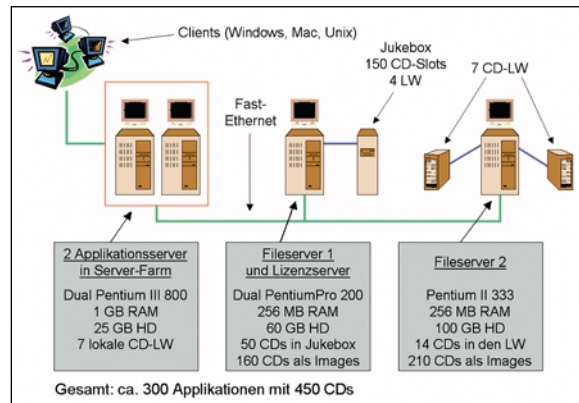 Clients (Windows, Mac, Unix)
Jukebox
150 CD-Slots
4 LW
7 CD-LW
Fast-
Ethernet
2 Applikationsserver
in Server-Farm
Dual Pentium III 800
1 GB RAM
25 GB HD
7 lokale CD-LW
Fileserver 1
und Lizenzserver
Dual PentiumPro 200
256 MB RAM
60 GB HD
50 CDs in Jukebox
160 CDs als Images
Fileserver 2
Pentium II 333
256 MB RAM
100 GB HD
14 CDs in den LW
210 CDs als Images
Gesamt: ca. 300 Applikationen mit 450 CDs